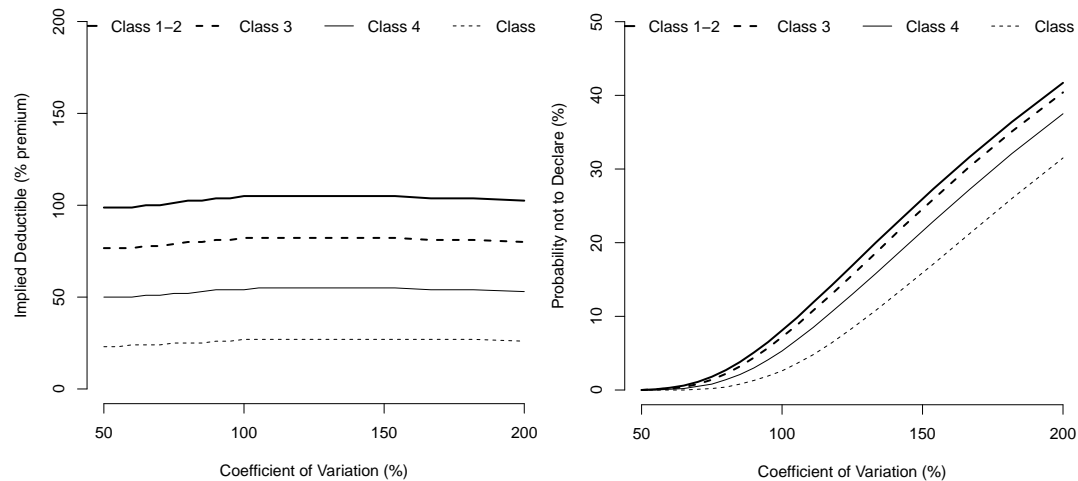 Class 1−2 Class 3 Class 4 Class
200
150
100
50
0
Implied Deductible (% premium)
50 100 150 200
Coefficient of Variation (%)
Class 1−2 Class 3 Class 4 Class
50
40
30
20
10
0
Probability not to Declare (%)
50 100 150 200
Coefficient of Variation (%)